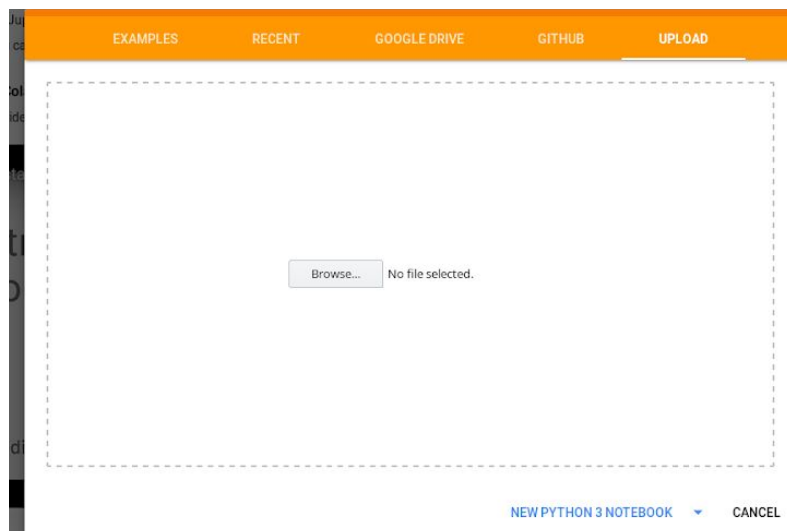 EXAMPLES RECENT GOOGLE DRIVE GITHUB UPLOAD
Browse... No file selected.
NEW PYTHON 3 NOTEBOOK CANCEL